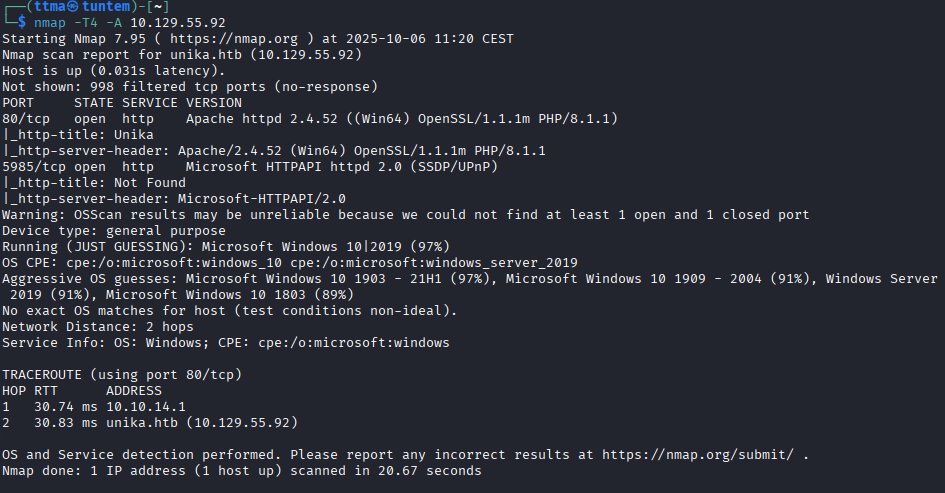 ┌──(ttma㉿tuntem)-[~]
└─$ nmap -T4 -A 10.129.55.92
Starting Nmap 7.95 ( https://nmap.org ) at 2025-10-06 11:20 CEST
Nmap scan report for unika.htb (10.129.55.92)
Host is up (0.031s latency).
Not shown: 998 filtered tcp ports (no-response)
PORT     STATE SERVICE VERSION
80/tcp   open  http    Apache httpd 2.4.52 ((Win64) OpenSSL/1.1.1m PHP/8.1.1)
|_http-title: Unika
|_http-server-header: Apache/2.4.52 (Win64) OpenSSL/1.1.1m PHP/8.1.1
5985/tcp open  http    Microsoft HTTPAPI httpd 2.0 (SSDP/UPnP)
|_http-title: Not Found
|_http-server-header: Microsoft-HTTPAPI/2.0
Warning: OSScan results may be unreliable because we could not find at least 1 open and 1 closed port
Device type: general purpose
Running (JUST GUESSING): Microsoft Windows 10|2019 (97%)
OS CPE: cpe:/o:microsoft:windows_10 cpe:/o:microsoft:windows_server_2019
Aggressive OS guesses: Microsoft Windows 10 1903 - 21H1 (97%), Microsoft Windows 10 1909 - 2004 (91%), Windows Server
 2019 (91%), Microsoft Windows 10 1803 (89%)
No exact OS matches for host (test conditions non-ideal).
Network Distance: 2 hops
Service Info: OS: Windows; CPE: cpe:/o:microsoft:windows

TRACEROUTE (using port 80/tcp)
HOP RTT      ADDRESS
1   30.74 ms 10.10.14.1
2   30.83 ms unika.htb (10.129.55.92)

OS and Service detection performed. Please report any incorrect results at https://nmap.org/submit/ .
Nmap done: 1 IP address (1 host up) scanned in 20.67 seconds